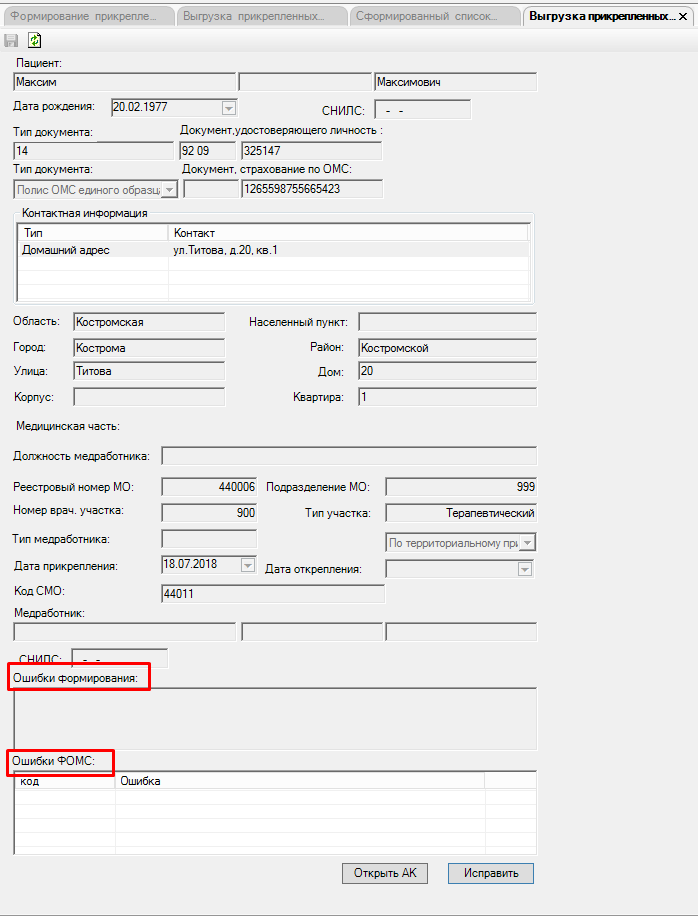 Формирование прикрепле... Выгрузка прикрепленных... Сформированный список... Выгрузка прикрепленных... ×
Пациент:
Максим Максимович
Дата рождения: 20.02.1977 СНИЛС: - -
Тип документа: Документ,удостоверяющего личность :
14 92 09 325147
Тип документа: Документ, страхование по ОМС:
Полис ОМС единого образца 1265598755665423
Контактная информация
Тип Контакт
Домашний адрес ул.Титова, д.20, кв.1
Область: Костромская Населенный пункт:
Город: Кострома Район: Костромской
Улица: Титова Дом: 20
Корпус: Квартира: 1
Медицинская часть:
Должность медработника:
Реестровый номер МО: 440006 Подразделение МО: 999
Номер врач. участка: 900 Тип участка: Терапевтический
Тип медработника: По территориальному при
Дата прикрепления: 18.07.2018 Дата открепления:
Код СМО: 44011
Медработник:
СНИЛС: - -
Ошибки формирования:
Ошибки ФОМС:
код Ошибка
Открыть АК Исправить